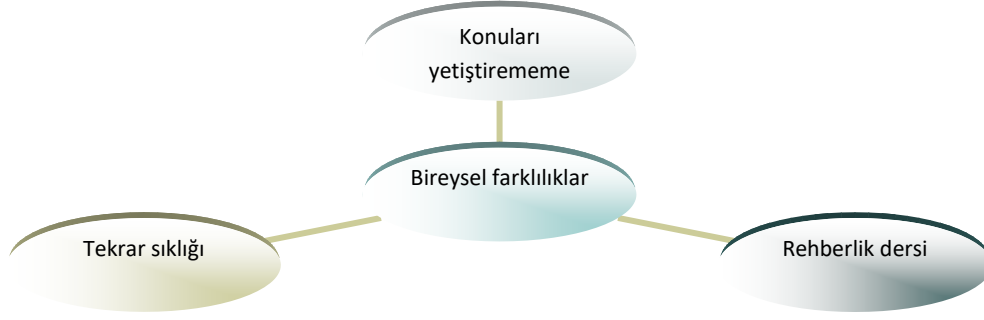 Konuları
yetiştirememe
Bireysel farklılıklar
Tekrar sıklığı
Rehberlik dersi